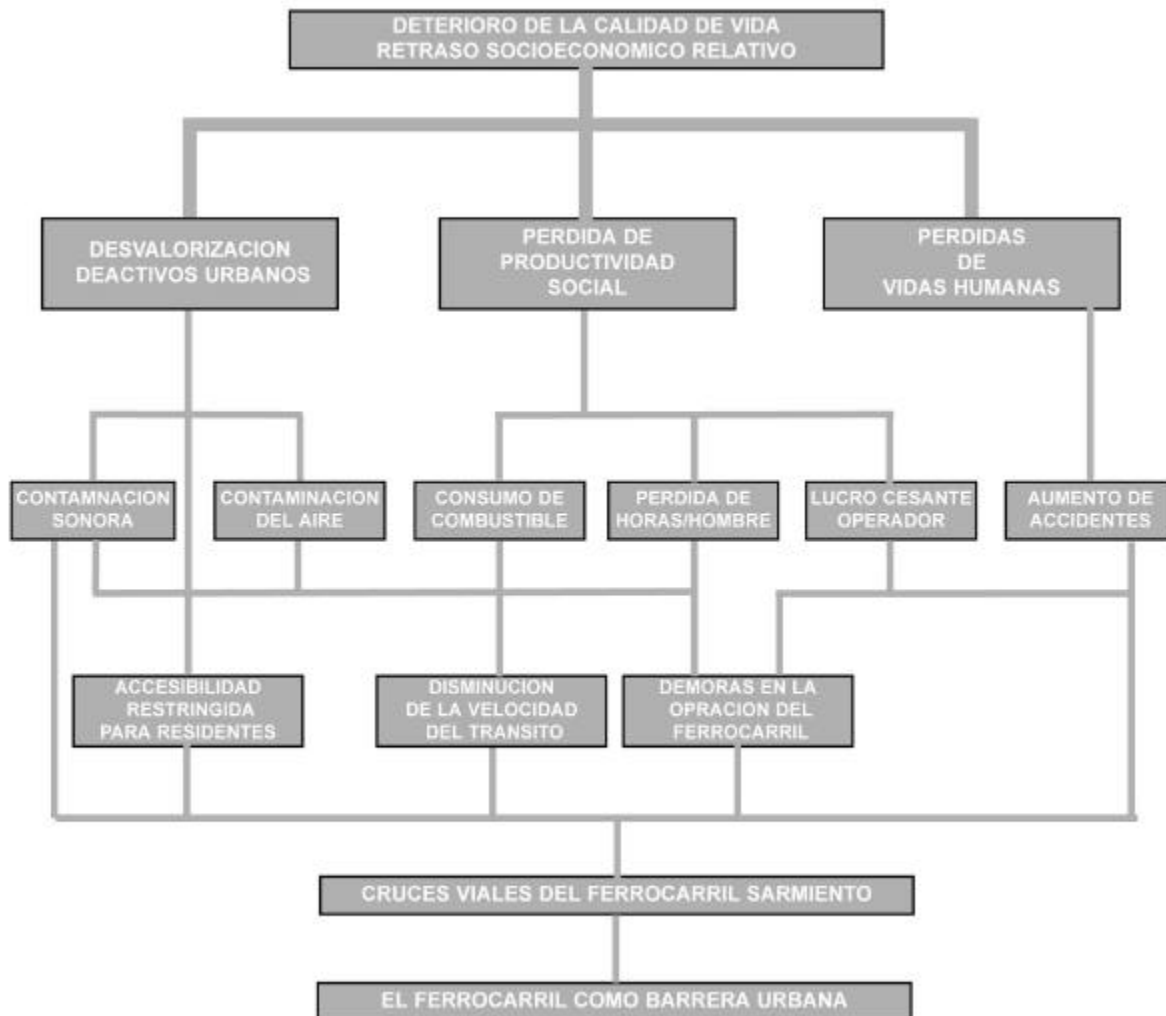 DETERIORO DE LA CALIDAD DE VIDA
RETRASO SOCIOECONOMICO RELATIVO
DESVALORIZACION
DEACTIVOS URBANOS
PERDIDA DE
PRODUCTIVIDAD
SOCIAL
PERDIDAS
DE
VIDAS HUMANAS
CONTAMNACION
SONORA
CONTAMINACION
DEL AIRE
CONSUMO DE
COMBUSTIBLE
PERDIDA DE
HORAS/HOMBRE
LUCRO CESANTE
OPERADOR
AUMENTO DE
ACCIDENTES
ACCESIBILIDAD
RESTRINGIDA
PARA RESIDENTES
DISMINUCION
DE LA VELOCIDAD
DEL TRANSITO
DEMORAS EN LA
OPRACION DEL
FERROCARRIL
CRUCES VIALES DEL FERROCARRIL SARMIENTO
EL FERROCARRIL COMO BARRERA URBANA